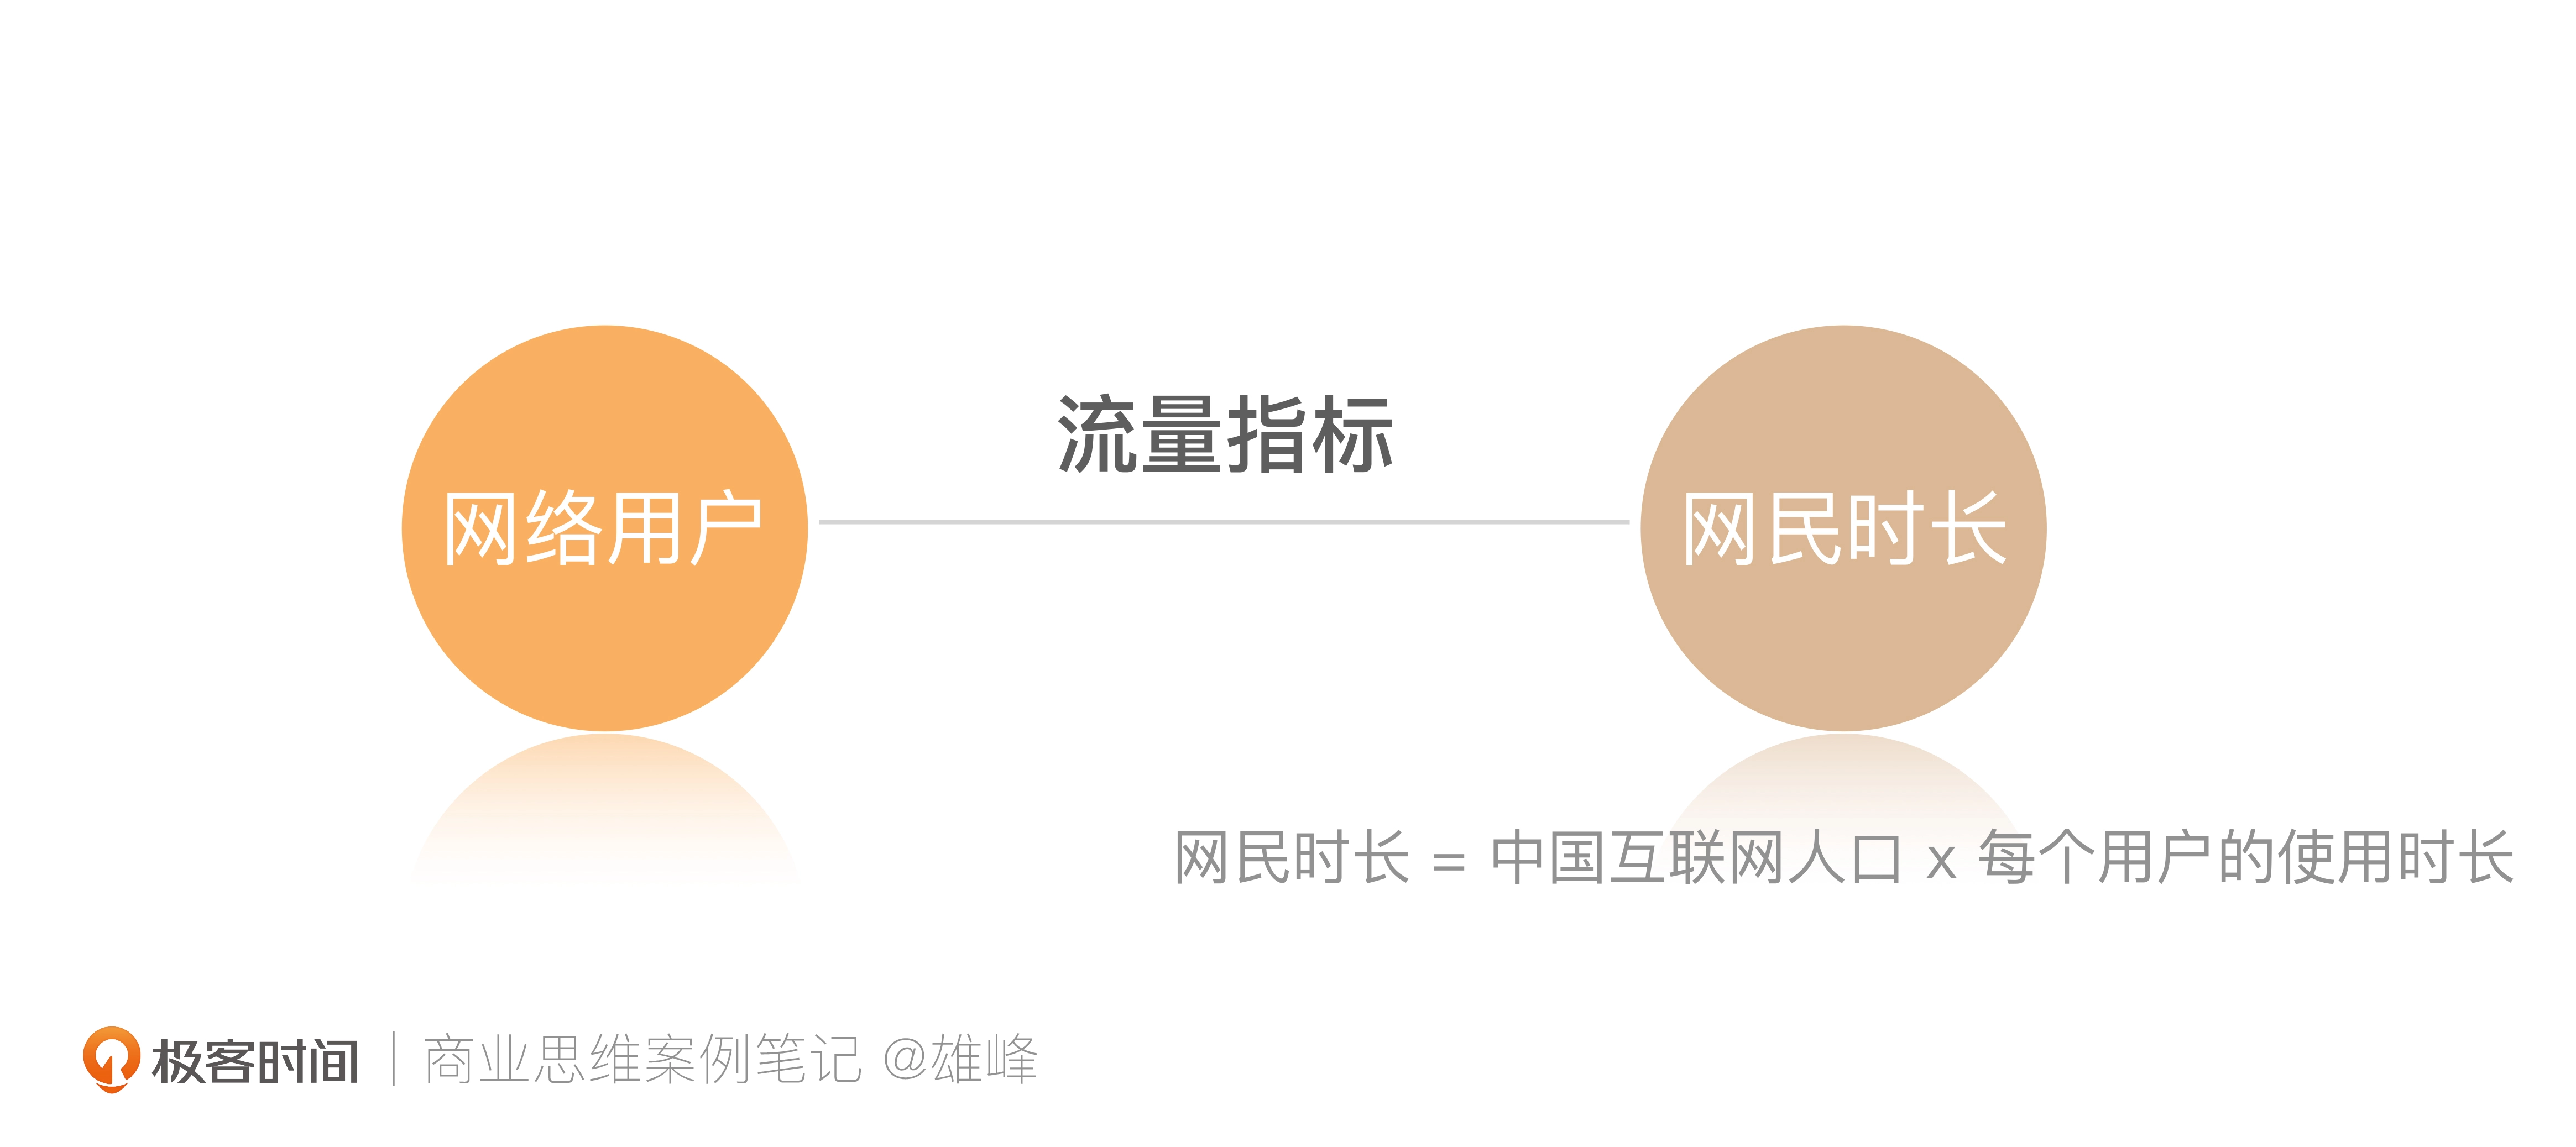 流量指标
网络用户
网民时长
网民时长 = 中国互联网人口 x 每个用户的使用时长
极客时间 | 商业思维案例笔记 @雄峰